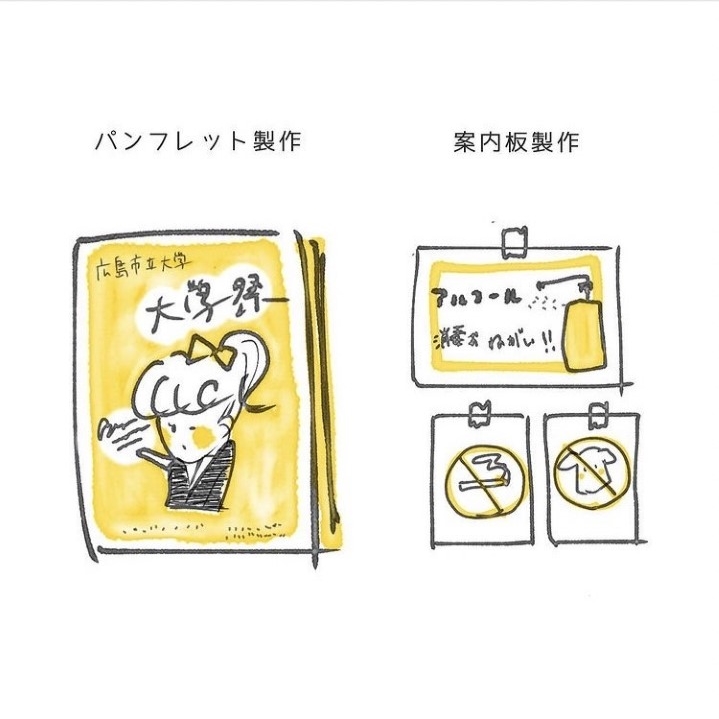 パンフレット製作
案内板製作
広島市立大学
大学祭
アルコール
消毒おねがい!!